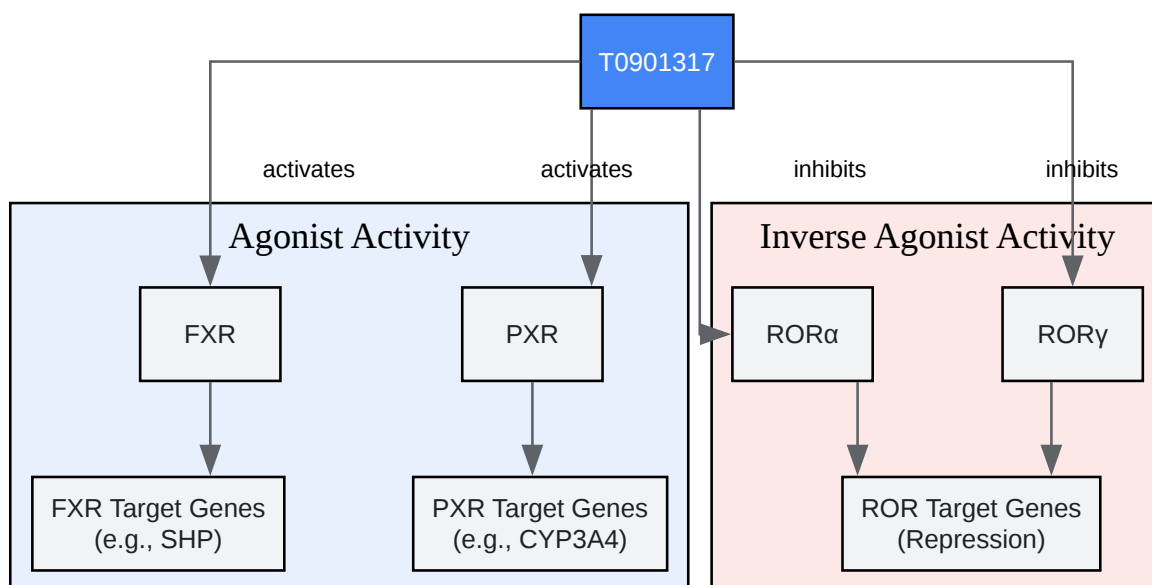 T0901317
activates
activates
inhibits
inhibits
Agonist Activity
Inverse Agonist Activity
FXR
PXR
RORα
RORγ
FXR Target Genes
(e.g., SHP)
PXR Target Genes
(e.g., CYP3A4)
ROR Target Genes
(Repression)